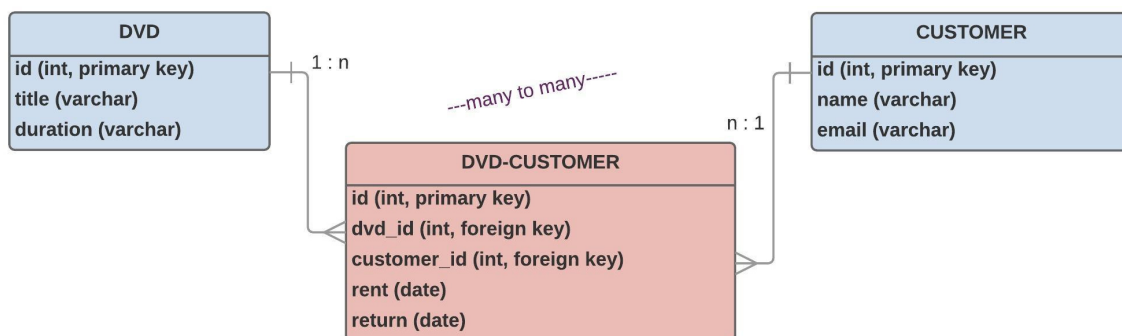 DVD
id (int, primary key)
title (varchar)
duration (varchar)
1 : n
---many to many-----
n : 1
CUSTOMER
id (int, primary key)
name (varchar)
email (varchar)
DVD-CUSTOMER
id (int, primary key)
dvd_id (int, foreign key)
customer_id (int, foreign key)
rent (date)
return (date)